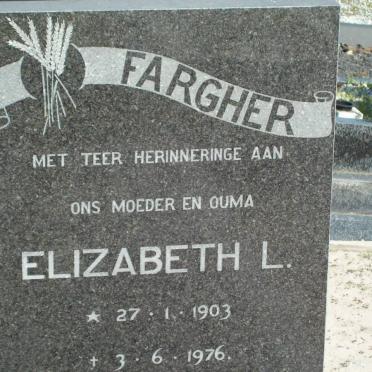 FARGHER
MET TEER HERINNERINGE AAN
ONS MOEDER EN OUMA
ELIZABETH L.
★ 27 · 1 · 1903
† 3 · 6 · 1976.